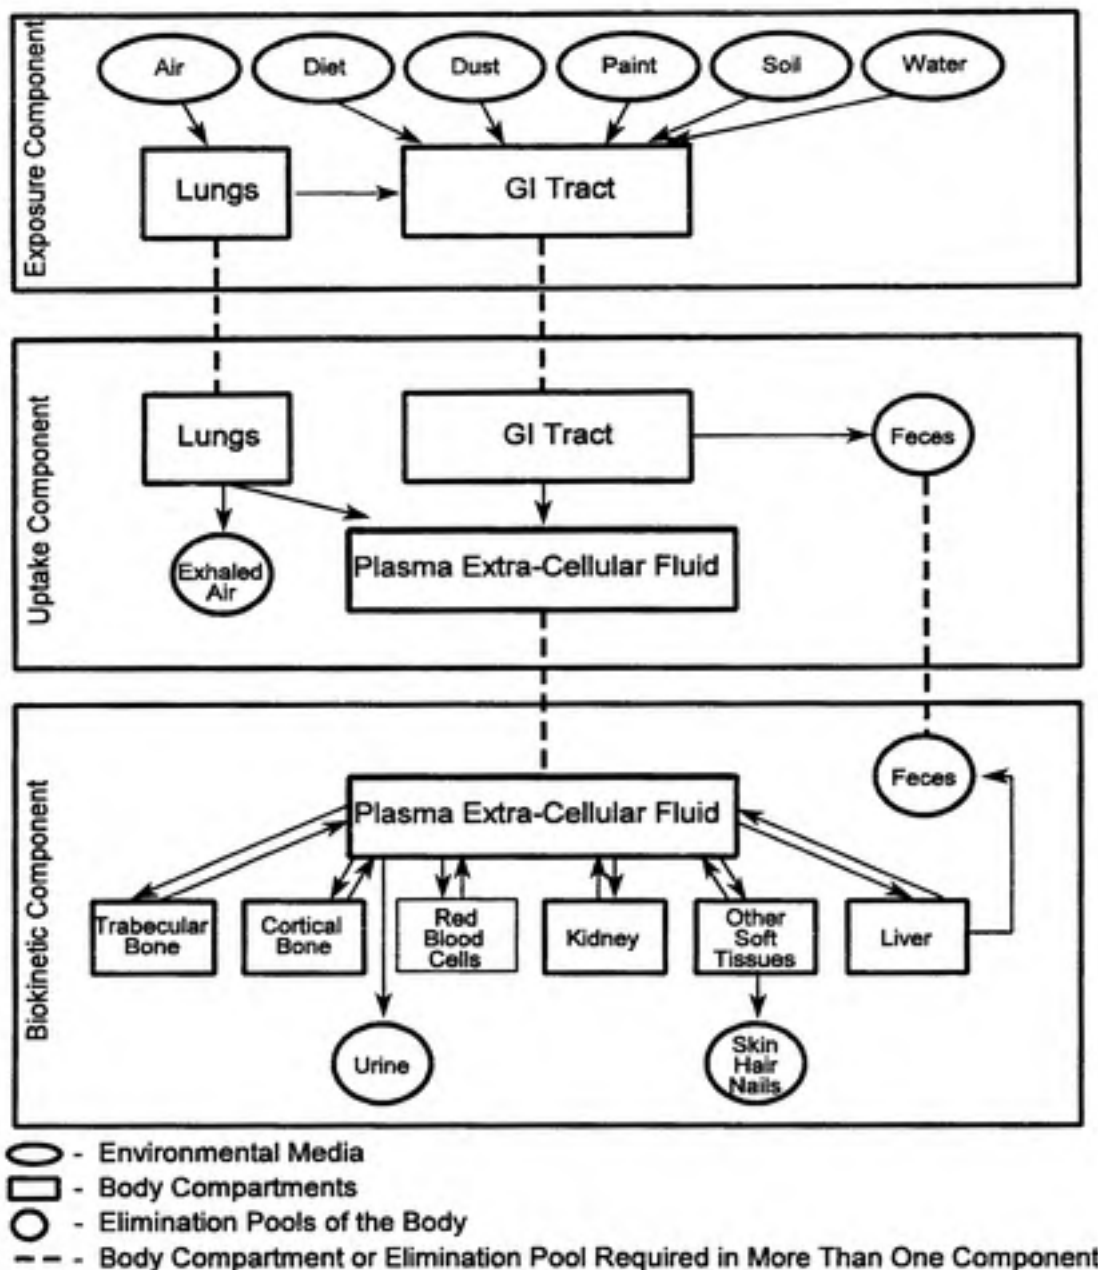 Exposure Component
Air
Diet
Dust
Paint
Soil
Water
Lungs
GI Tract
Uptake Component
Lungs
GI Tract
Feces
Exhaled
Air
Plasma Extra-Cellular Fluid
Biokinetic Component
Feces
Plasma Extra-Cellular Fluid
Trabecular
Bone
Cortical
Bone
Red
Blood
Cells
Kidney
Other
Soft
Tissues
Liver
Urine
Skin
Hair
Nails
- Environmental Media
- Body Compartments
- Elimination Pools of the Body
- Body Compartment or Elimination Pool Required in More Than One Component